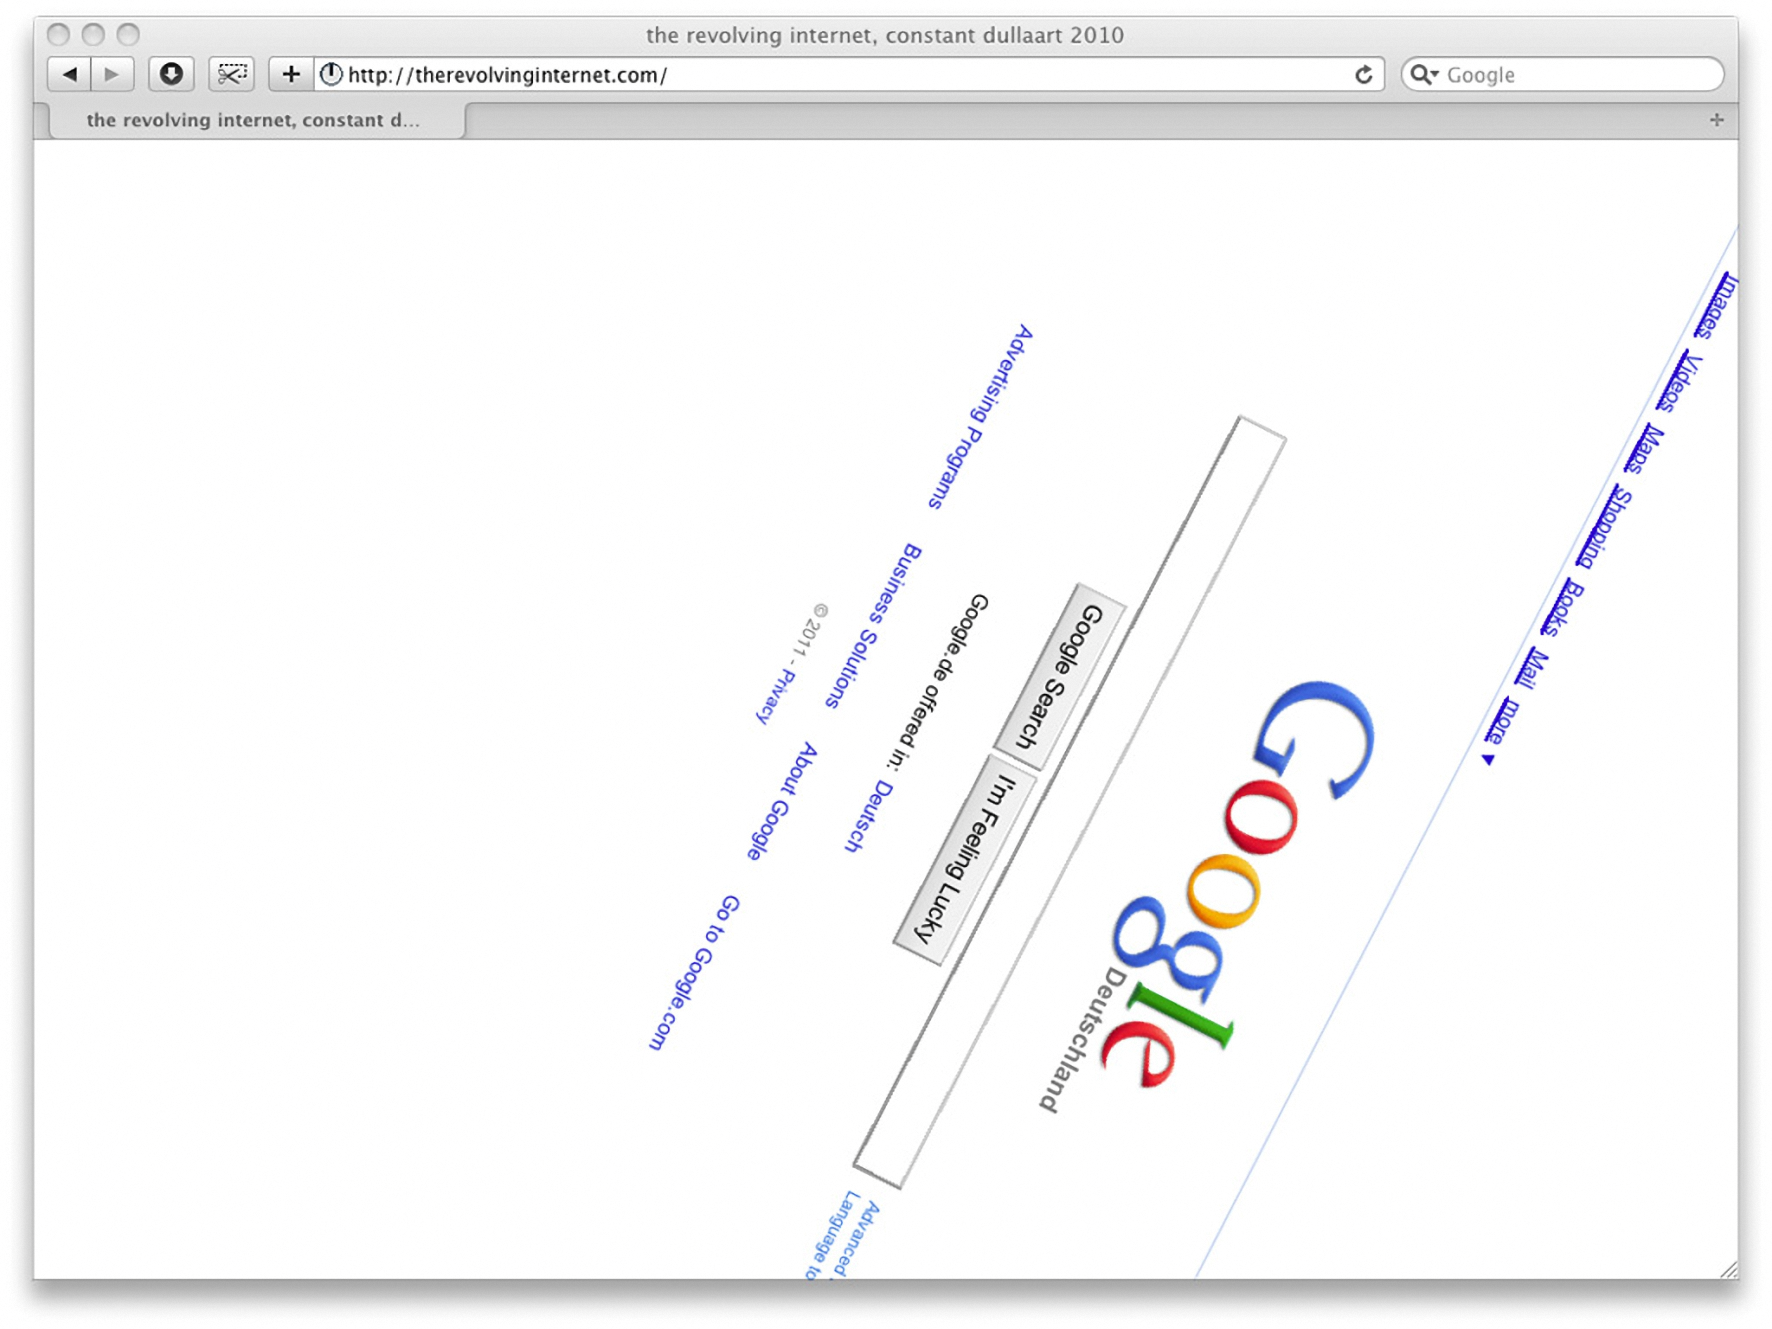 the revolving internet, constant dullaart 2010
http://therevolvinginternet.com/
Google
the revolving internet, constant d...
Images Videos Maps Shopping Books Mail more ▼
Google
Deutschland
Advanced
Language to
Google Search I'm Feeling Lucky
Google.de offered in: Deutsch
Advertising Programs Business Solutions About Google Go to Google.com
© 2011 - Privacy